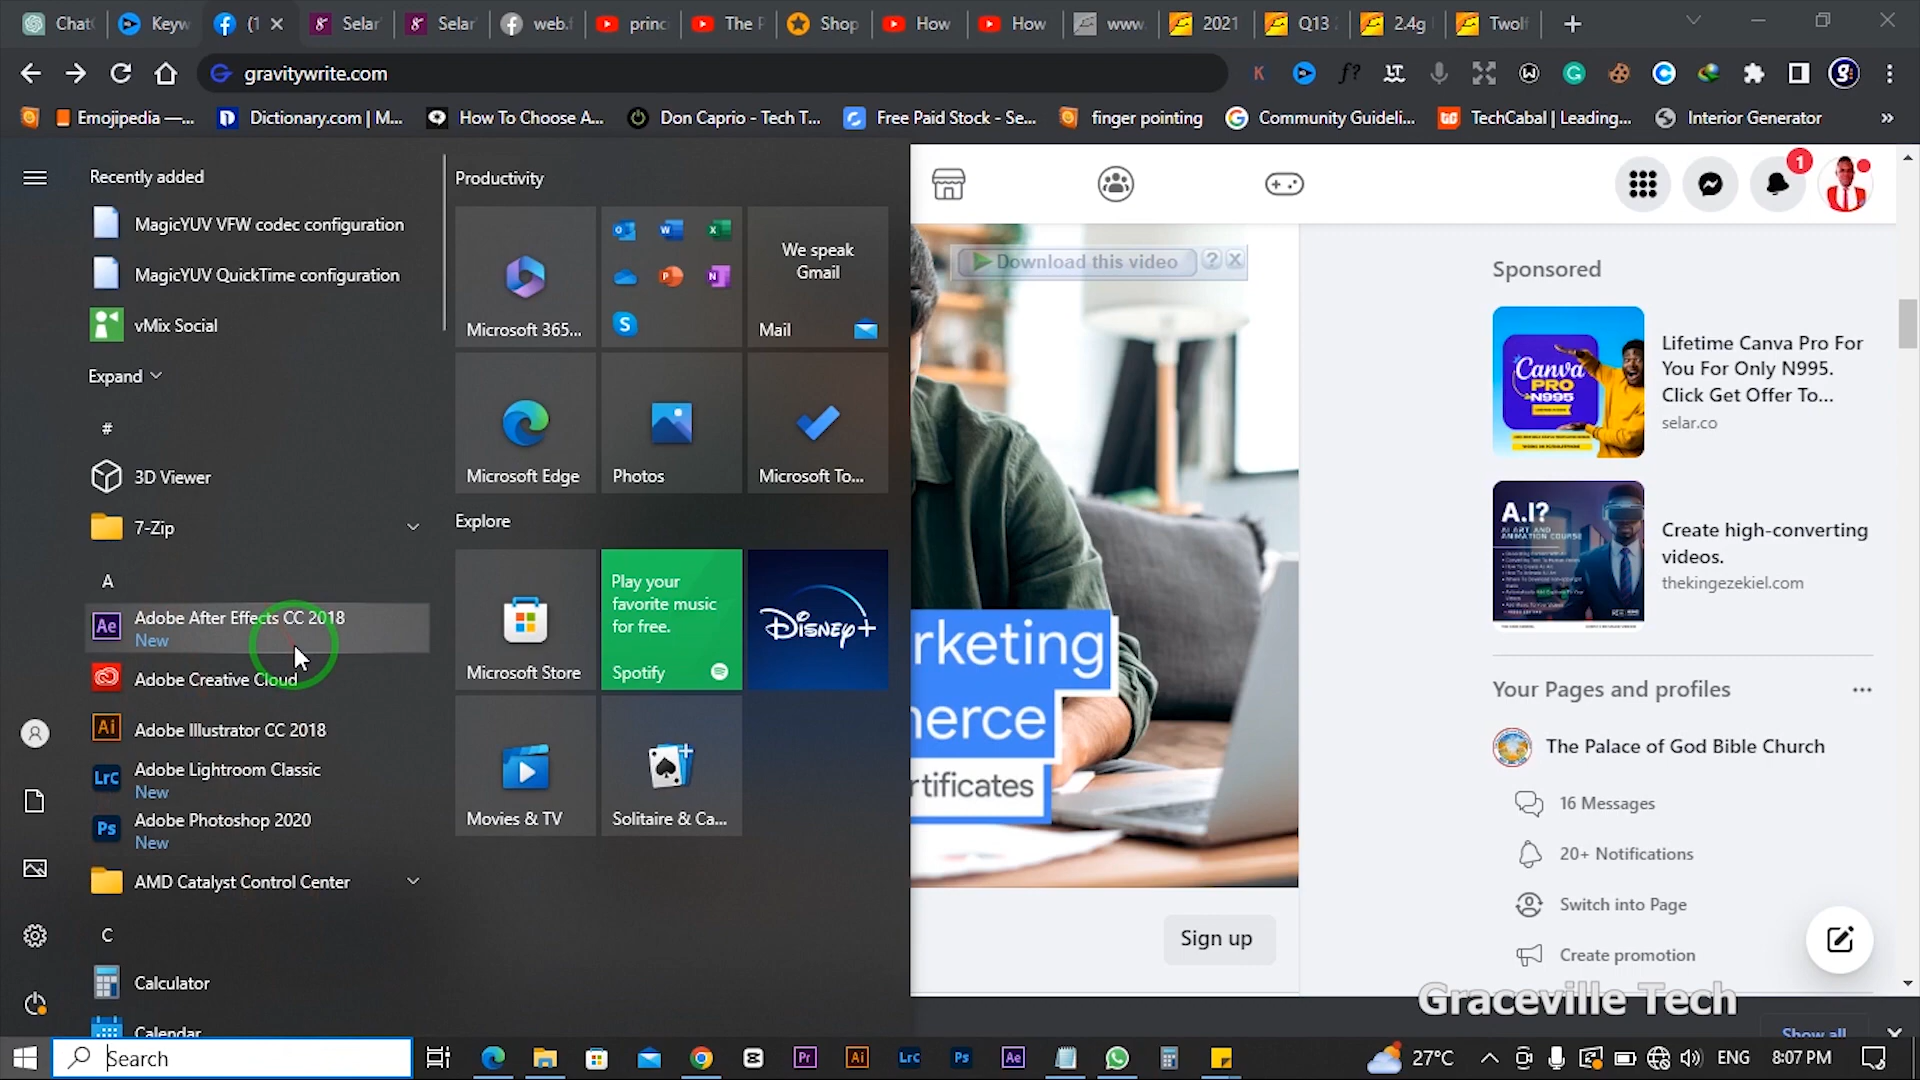 Chat
Keyw
(1
Selar
Selar
web.f
princ
The P
Shop
How
How
www.
2021
Q13
2.4g
Twolf
gravitywrite.com
Emojipedia —...
Dictionary.com | M...
How To Choose A...
Don Caprio - Tech T...
Free Paid Stock - Se...
finger pointing
Community Guideli...
TechCabal | Leading...
Interior Generator
»
Recently added
MagicYUV VFW codec configuration
MagicYUV QuickTime configuration
vMix Social
Expand
#
3D Viewer
7-Zip
A
Adobe After Effects CC 2018
New
Adobe Creative Cloud
Adobe Illustrator CC 2018
Adobe Lightroom Classic
New
Adobe Photoshop 2020
New
AMD Catalyst Control Center
C
Calculator
Calendar
Productivity
Microsoft 365...
We speak
Gmail
Mail
Microsoft Edge
Photos
Microsoft To...
Explore
Microsoft Store
Play your
favorite music
for free.
Spotify
Disney+
Movies & TV
Solitaire & Ca...
1
Download this video
rketing
nerce
rtificates
Sign up
Sponsored
Canva
PRO
N995
Lifetime Canva Pro For
You For Only N995.
Click Get Offer To...
selar.co
A.I?
AI ART AND
ANIMATION COURSE
Create high-converting
videos.
thekingezekiel.com
Your Pages and profiles
The Palace of God Bible Church
16 Messages
20+ Notifications
Switch into Page
Create promotion
Graceville Tech
Show all
Search
27°C
ENG
8:07 PM